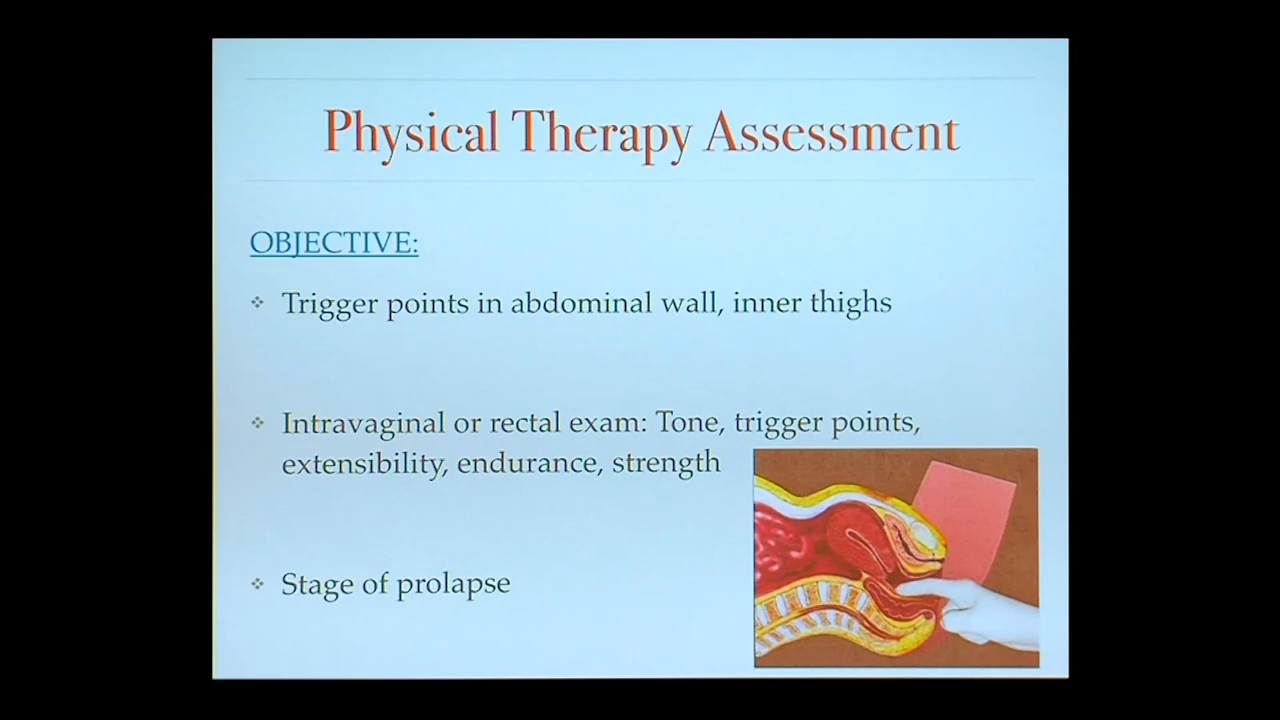 Physical Therapy Assessment
OBJECTIVE:
❖ Trigger points in abdominal wall, inner thighs
❖ Intravaginal or rectal exam: Tone, trigger points,
extensibility, endurance, strength
❖ Stage of prolapse